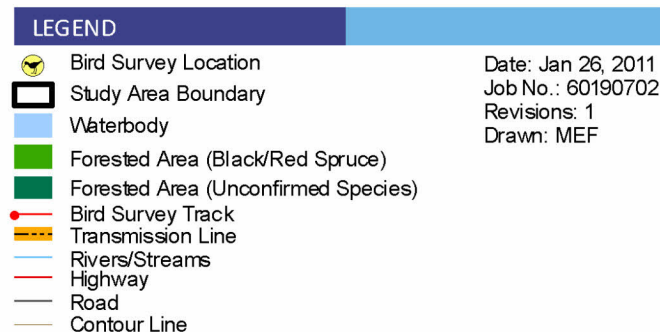 LEGEND
Bird Survey Location
Study Area Boundary
Waterbody
Forested Area (Black/Red Spruce)
Forested Area (Unconfirmed Species)
Bird Survey Track
Transmission Line
Rivers/Streams
Highway
Road
Contour Line
Date: Jan 26, 2011
Job No.: 60190702
Revisions: 1
Drawn: MEF